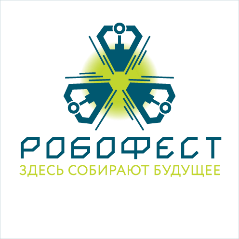 РОБОФЕСТ
ЗДЕСЬ СОБИРАЮТ БУДУЩЕЕ